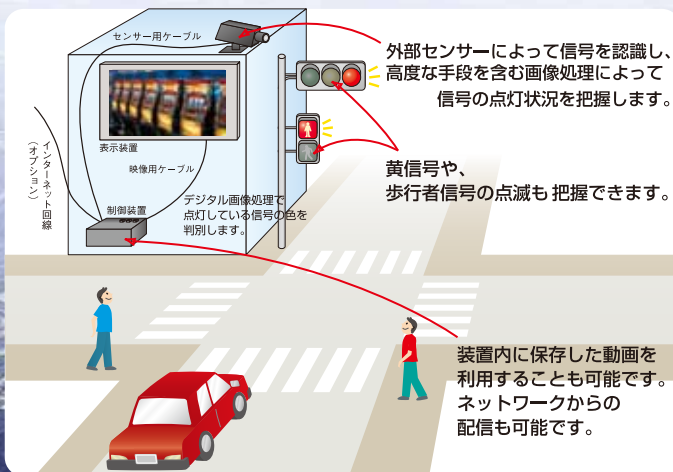 センサー用ケーブル
外部センサーによって信号を認識し、
高度な手段を含む画像処理によって
信号の点灯状況を把握します。
表示装置
映像用ケーブル
インターネット回線
（オプション）
制御装置
デジタル画像処理で
点灯している信号の色を
判別します。
黄信号や、
歩行者信号の点滅も 把握できます。
装置内に保存した動画を
利用することも可能です。
ネットワークからの
配信も可能です。